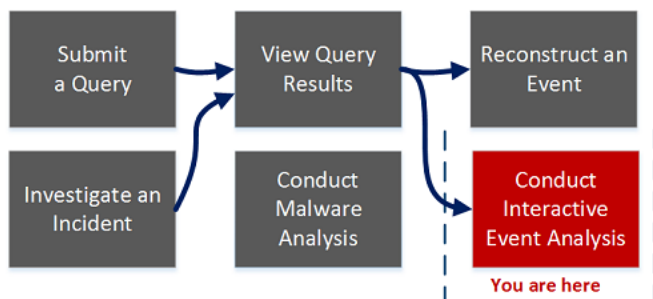 Submit
a Query
View Query
Results
Reconstruct an
Event
Investigate an
Incident
Conduct
Malware
Analysis
Conduct
Interactive
Event Analysis
You are here